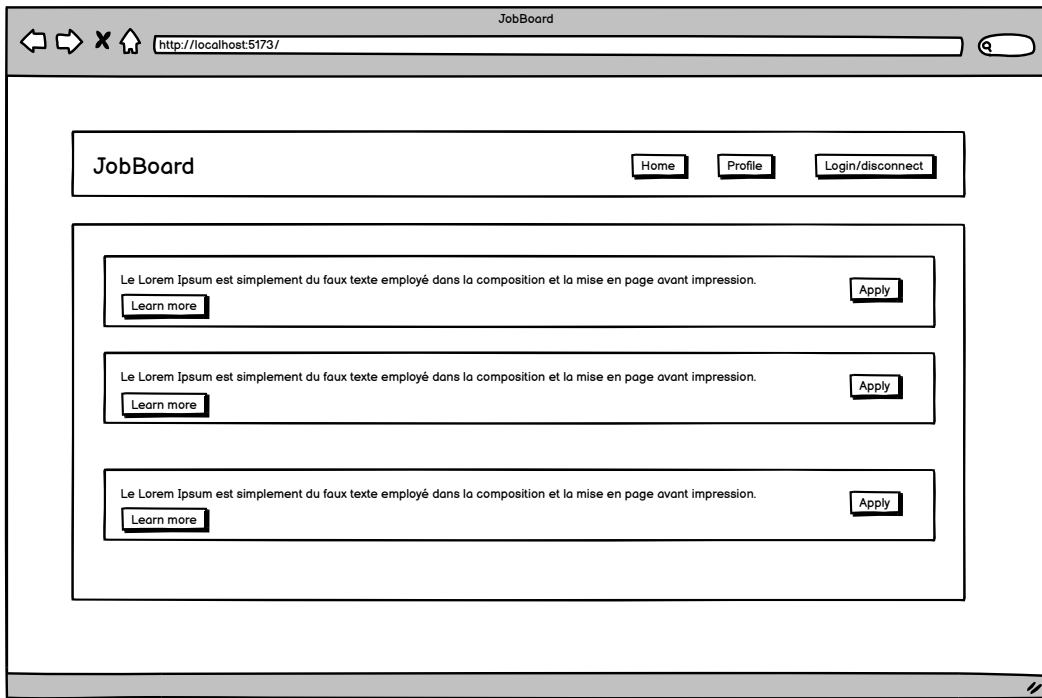 JobBoard
http://localhost:5173/
JobBoard
Home
Profile
Login/disconnect
Le Lorem Ipsum est simplement du faux texte employé dans la composition et la mise en page avant impression.
Apply
Learn more
Le Lorem Ipsum est simplement du faux texte employé dans la composition et la mise en page avant impression.
Apply
Learn more
Le Lorem Ipsum est simplement du faux texte employé dans la composition et la mise en page avant impression.
Apply
Learn more